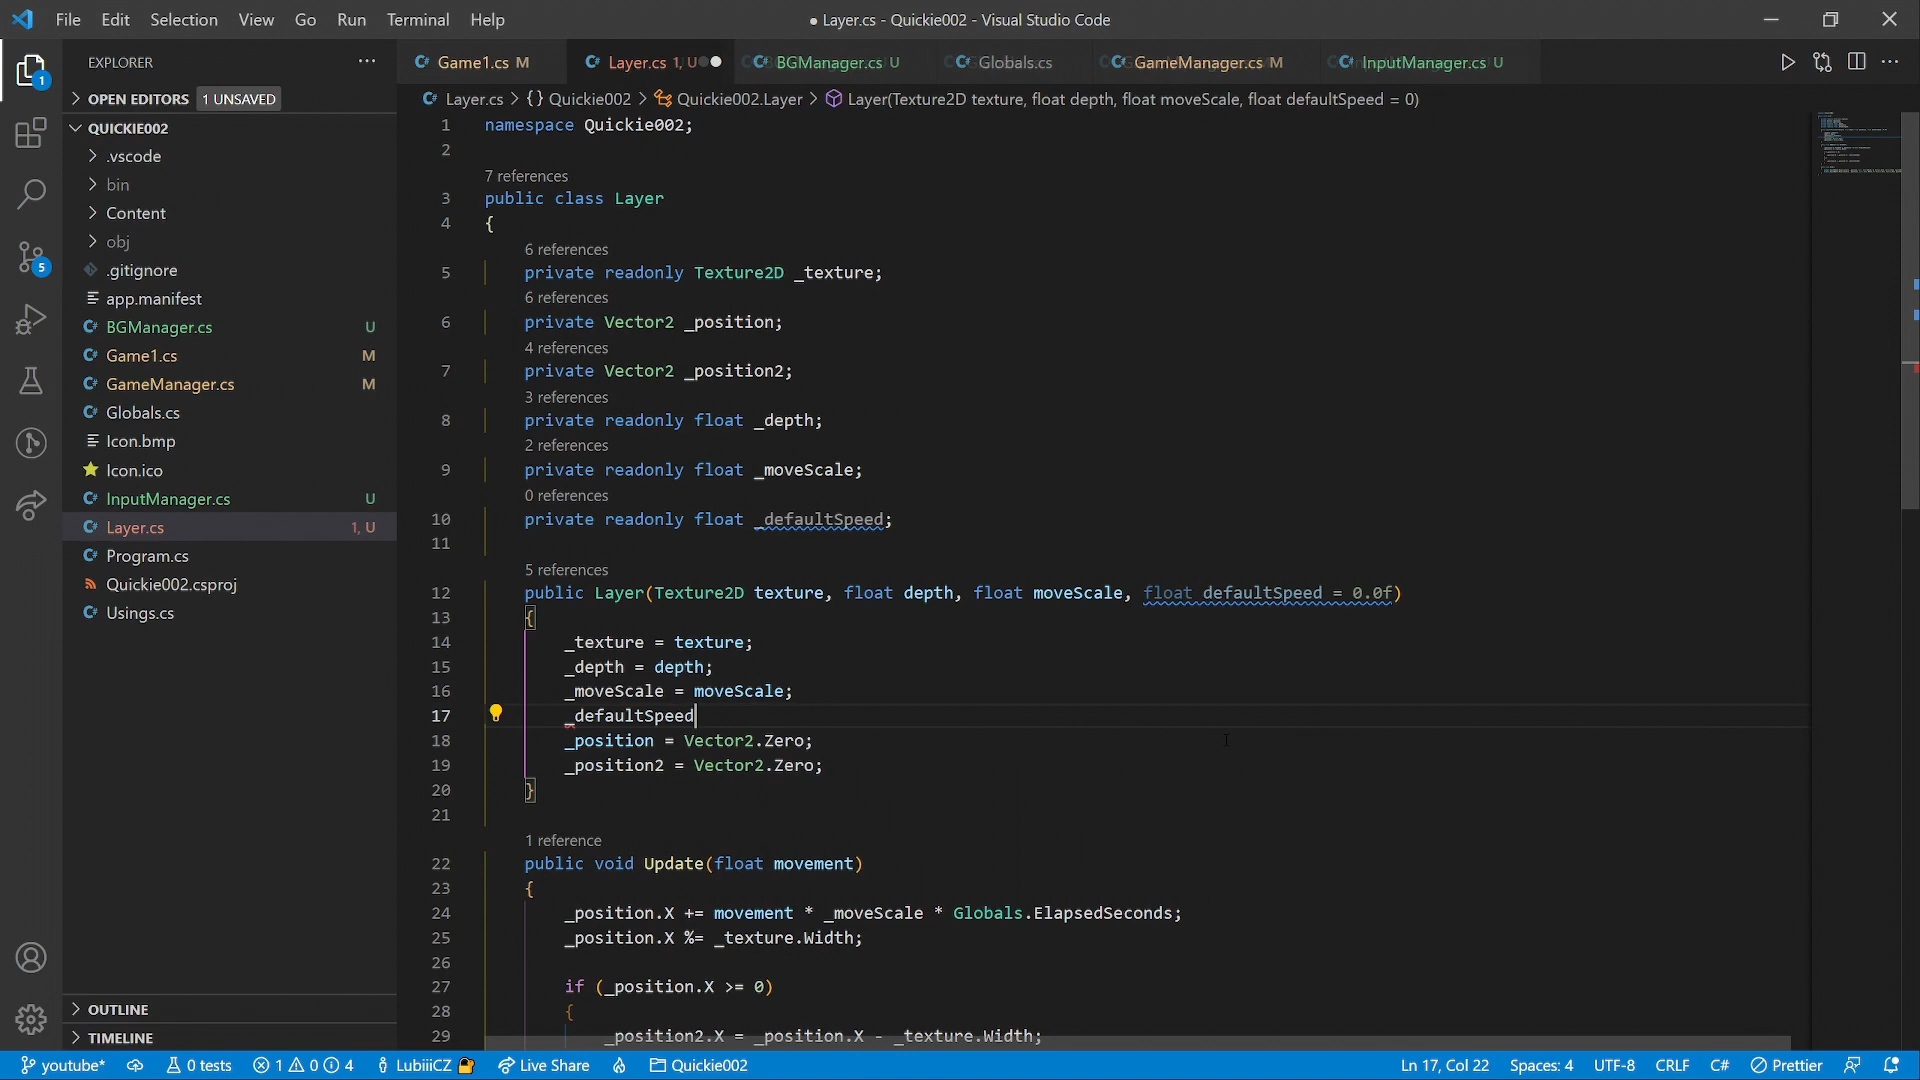 File Edit Selection View Go Run Terminal Help
● Layer.cs - Quickie002 - Visual Studio Code
EXPLORER
Game1.cs M
Layer.cs 1, U
BGManager.cs U
Globals.cs
GameManager.cs M
InputManager.cs U
OPEN EDITORS 1 UNSAVED
Layer.cs > {} Quickie002 > Quickie002.Layer > Layer(Texture2D texture, float depth, float moveScale, float defaultSpeed = 0)
QUICKIE002
.vscode
bin
Content
obj
.gitignore
app.manifest
BGManager.cs U
Game1.cs M
GameManager.cs M
Globals.cs
Icon.bmp
Icon.ico
InputManager.cs U
Layer.cs 1, U
Program.cs
Quickie002.csproj
Usings.cs
OUTLINE
TIMELINE
1 namespace Quickie002;
2
7 references
3 public class Layer
4 {
6 references
5 private readonly Texture2D _texture;
6 references
6 private Vector2 _position;
4 references
7 private Vector2 _position2;
3 references
8 private readonly float _depth;
2 references
9 private readonly float _moveScale;
0 references
10 private readonly float _defaultSpeed;
11
5 references
12 public Layer(Texture2D texture, float depth, float moveScale, float defaultSpeed = 0.0f)
13 {
14 _texture = texture;
15 _depth = depth;
16 _moveScale = moveScale;
17 _defaultSpeed
18 _position = Vector2.Zero;
19 _position2 = Vector2.Zero;
20 }
21
1 reference
22 public void Update(float movement)
23 {
24 _position.X += movement * _moveScale * Globals.ElapsedSeconds;
25 _position.X %= _texture.Width;
26
27 if (_position.X >= 0)
28 {
29 _position2.X = _position.X - _texture.Width;
youtube* 0 tests 1 0 4 LubiiiCZ Live Share Quickie002 Ln 17, Col 22 Spaces: 4 UTF-8 CRLF C# Prettier
1
5